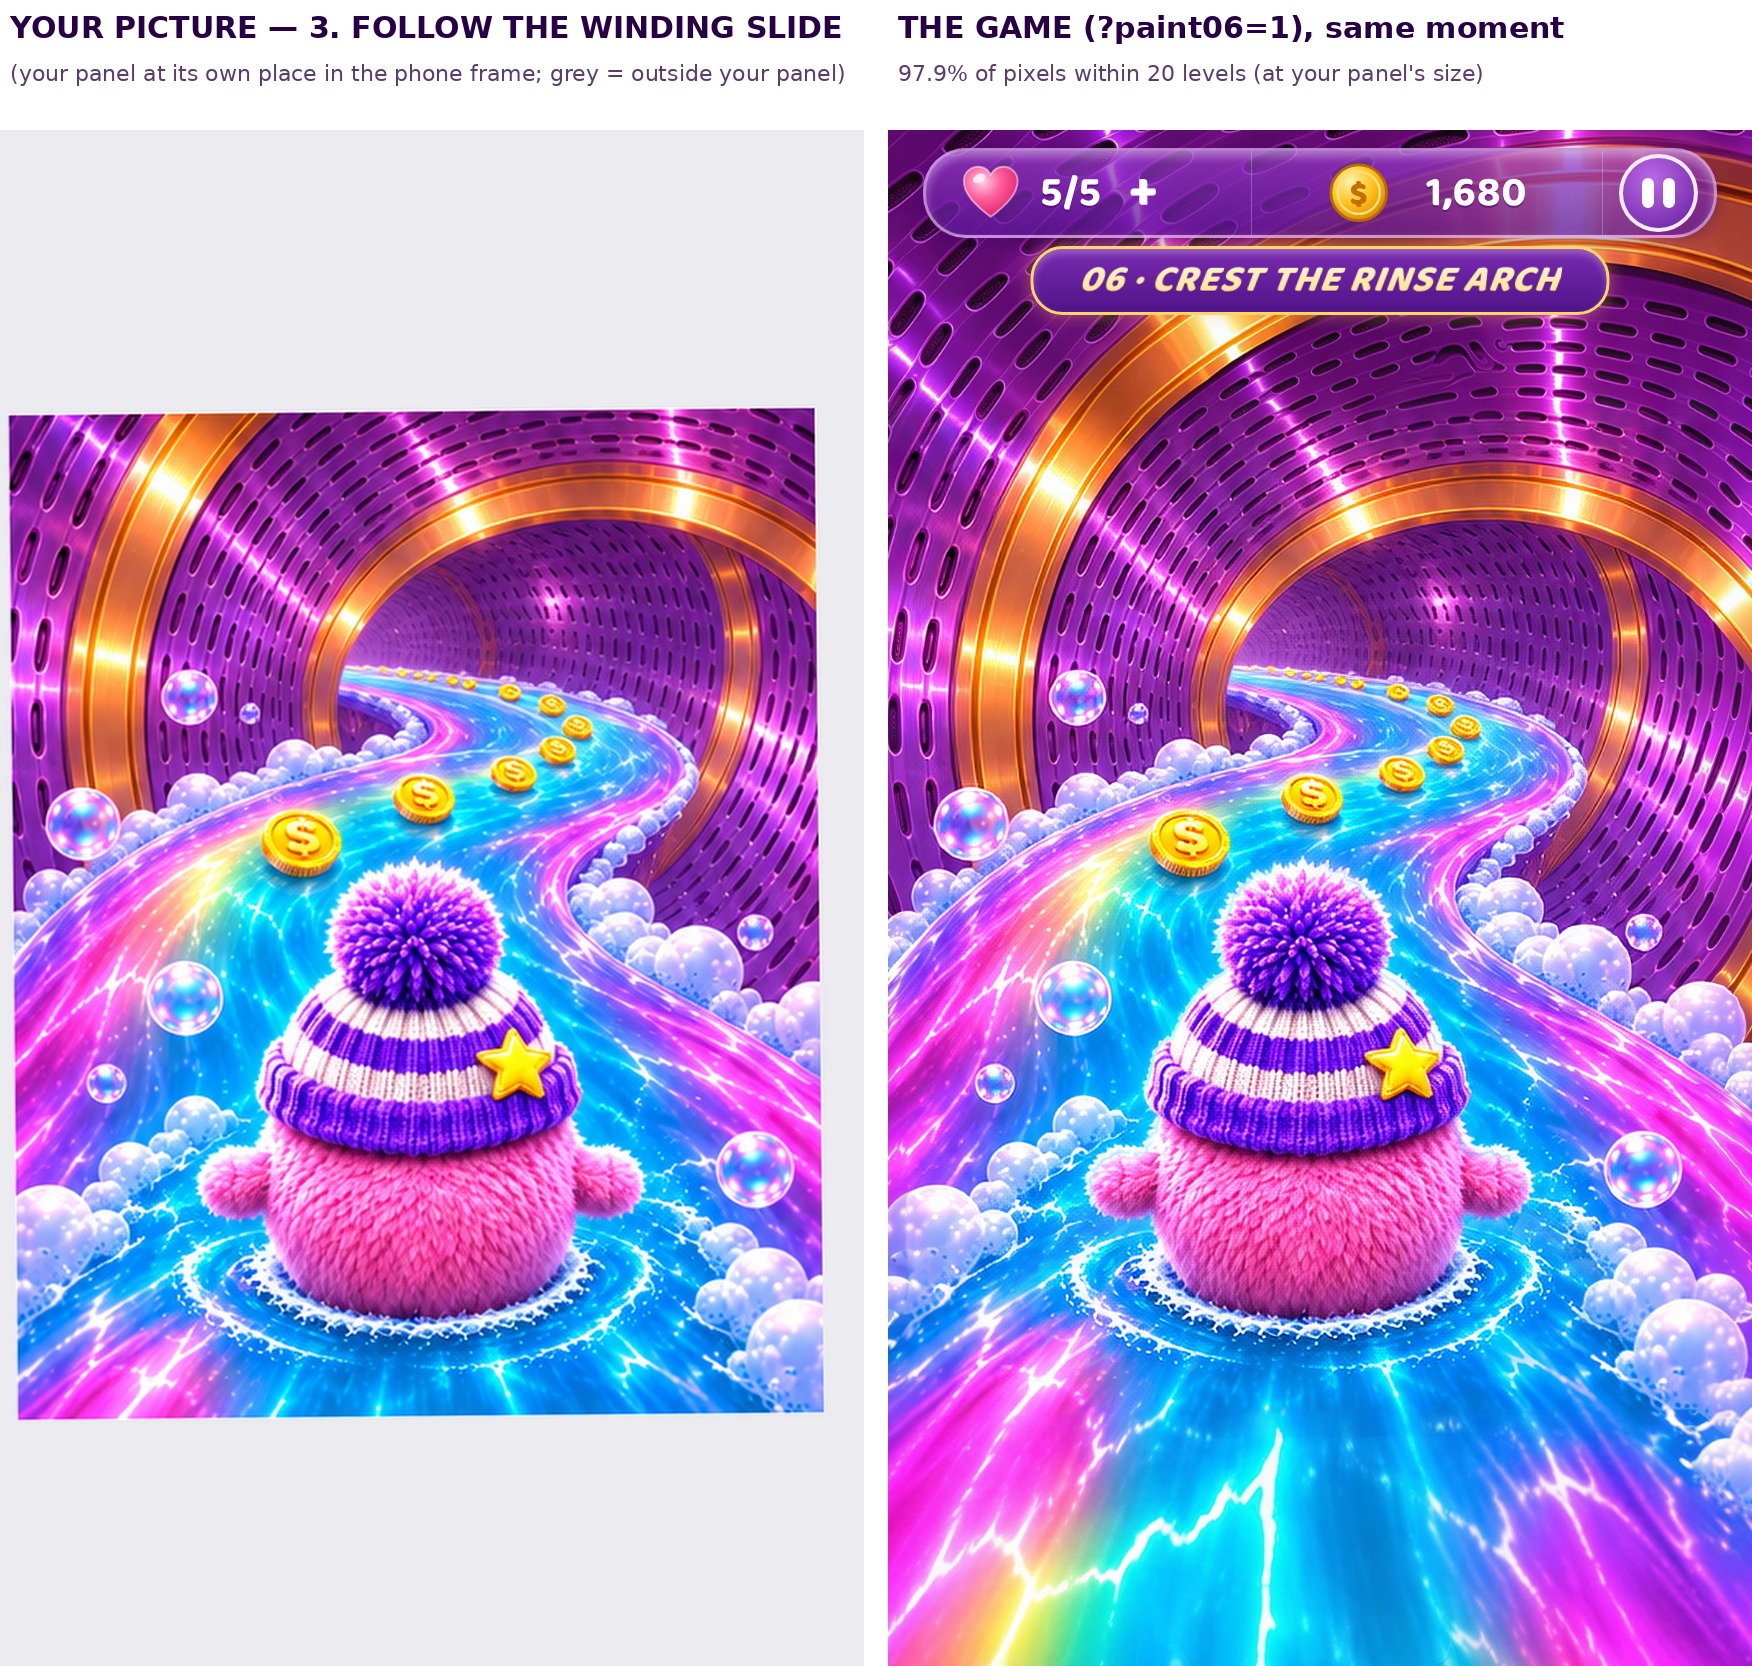 YOUR PICTURE — 3. FOLLOW THE WINDING SLIDE
(your panel at its own place in the phone frame; grey = outside your panel)
THE GAME (?paint06=1), same moment
97.9% of pixels within 20 levels (at your panel's size)
5/5 +
$ 1,680
06 · CREST THE RINSE ARCH
$
$
$
$
$
$